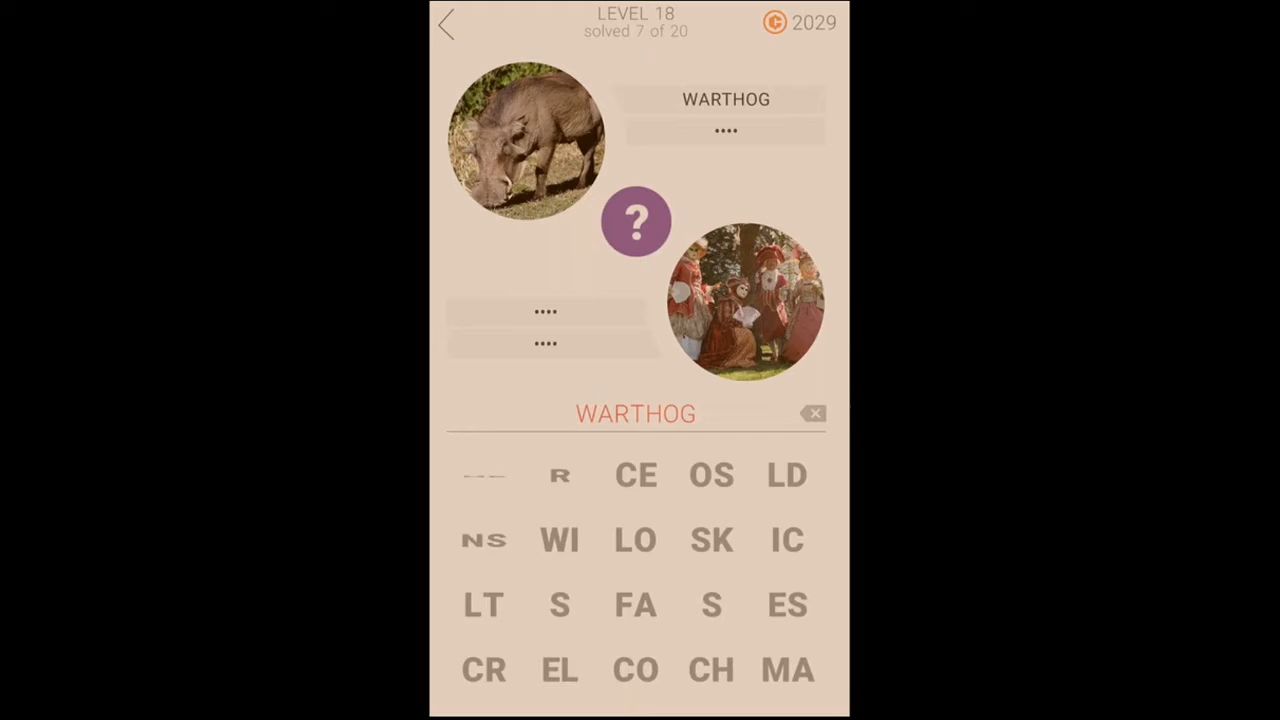 LEVEL 18
solved 7 of 20
2029
WARTHOG
••••
?
••••
••••
WARTHOG
R CE OS LD
NS WI LO SK IC
LT S FA S ES
CR EL CO CH MA